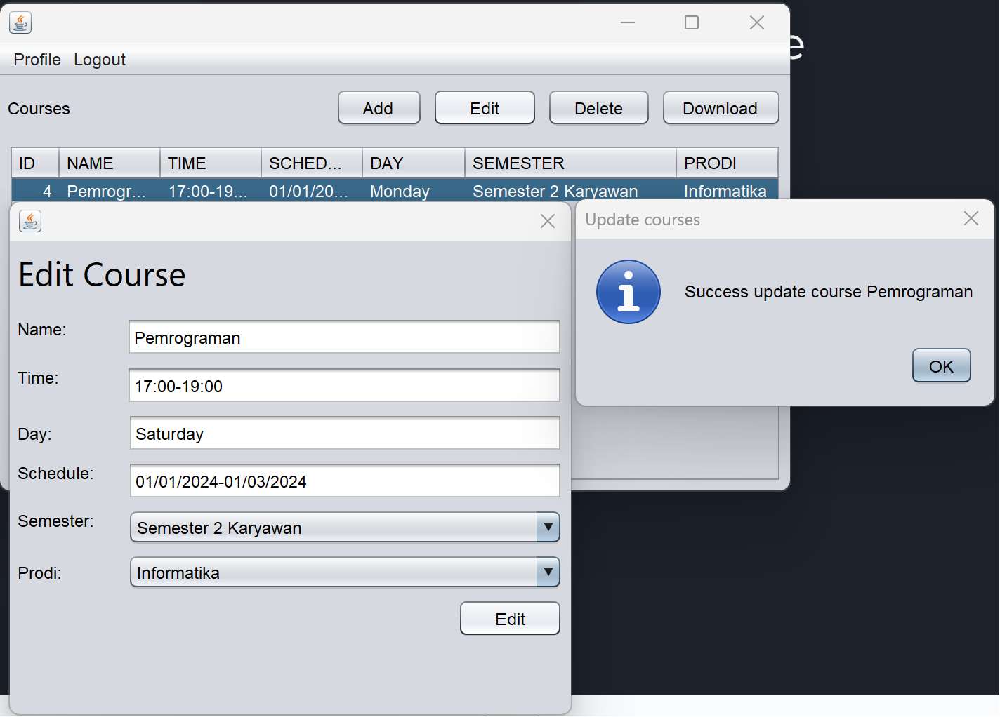 Profile Logout
Courses Add Edit Delete Download
ID NAME TIME SCHED... DAY SEMESTER PRODI
4 Pemrogr... 17:00-19... 01/01/20... Monday Semester 2 Karyawan Informatika
Edit Course
Name: Pemrograman
Time: 17:00-19:00
Day: Saturday
Schedule: 01/01/2024-01/03/2024
Semester: Semester 2 Karyawan
Prodi: Informatika
Edit
Update courses
Success update course Pemrograman
OK